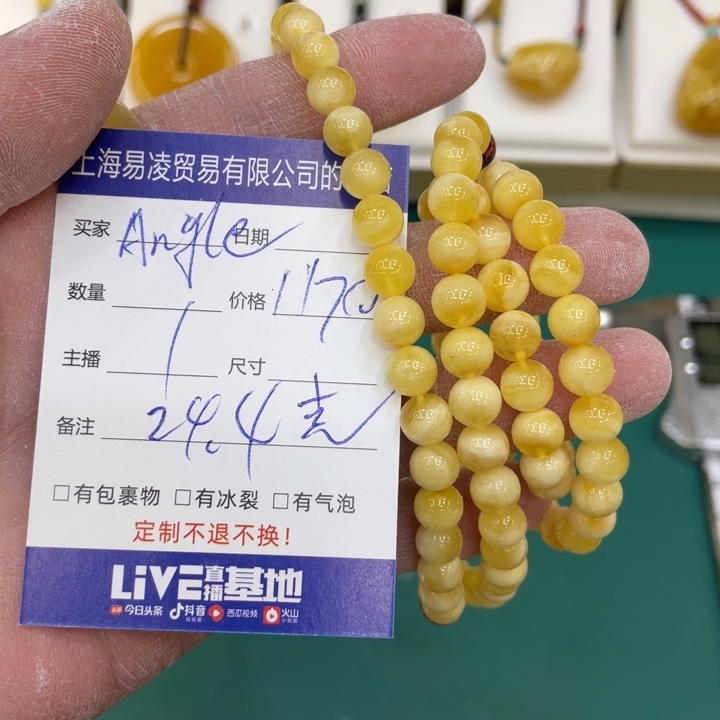 上海易凌贸易有限公司的
买家 Angle 日期
数量 价格 1170
主播 1 尺寸
备注 24.4克
□有包裹物 □有冰裂 □有气泡
定制不退不换！
LiVE直播基地
头条 今日头条 抖音 西瓜视频 火山